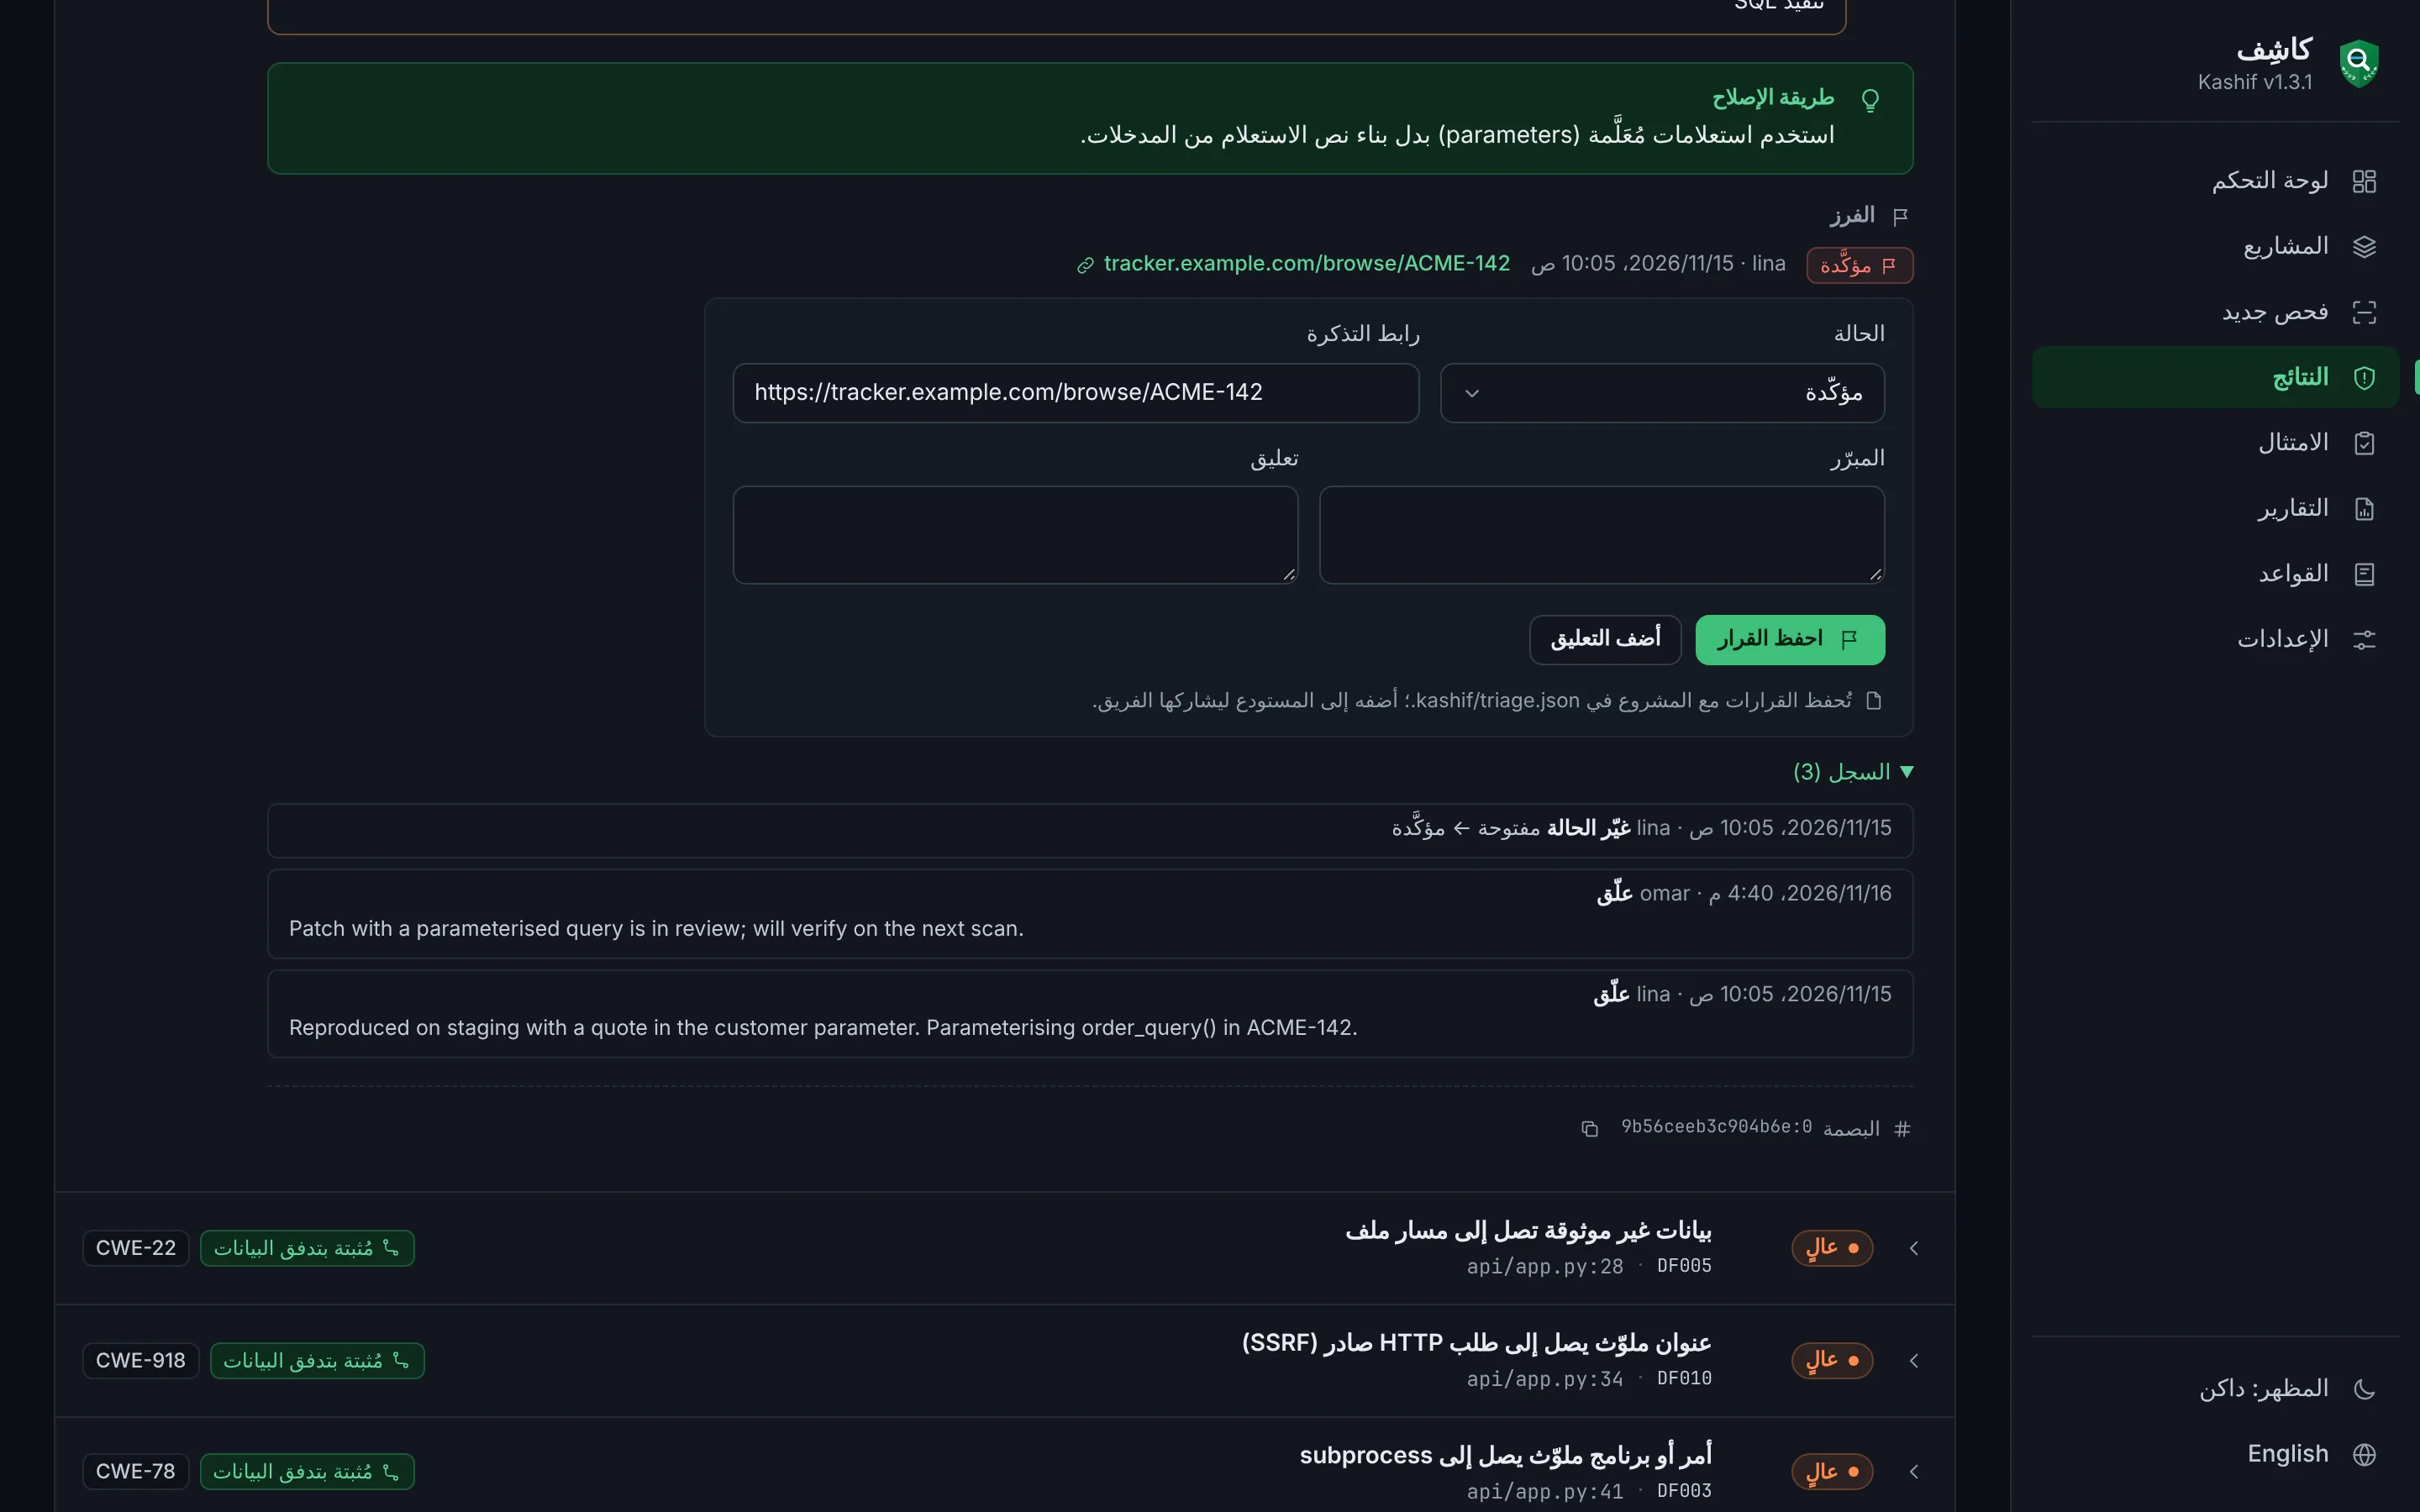 كاشِف
Kashif v1.3.1
لوحة التحكم
المشاريع
فحص جديد
النتائج
الامتثال
التقارير
القواعد
الإعدادات
المظهر: داكن
English
تنفيذ SQL
طريقة الإصلاح
استخدم استعلامات مُعَلَّمة (parameters) بدل بناء نص الاستعلام من المدخلات.
الفرز
مؤكَّدة lina · 2026/11/15، 10:05 ص tracker.example.com/browse/ACME-142
الحالة رابط التذكرة
مؤكّدة https://tracker.example.com/browse/ACME-142
المبرّر تعليق
احفظ القرار أضف التعليق
تُحفظ القرارات مع المشروع في .kashif/triage.json؛ أضفه إلى المستودع ليشاركها الفريق.
السجل (3)
2026/11/15، 10:05 ص · lina غيّر الحالة مفتوحة ← مؤكَّدة
2026/11/16، 4:40 م · omar علّق
Patch with a parameterised query is in review; will verify on the next scan.
2026/11/15، 10:05 ص · lina علّق
Reproduced on staging with a quote in the customer parameter. Parameterising order_query() in ACME-142.
# البصمة 9b56ceeb3c904b6e:0
عالٍ بيانات غير موثوقة تصل إلى مسار ملف مُثبتة بتدفق البيانات CWE-22
DF005 · api/app.py:28
عالٍ عنوان ملوّث يصل إلى طلب HTTP صادر (SSRF) مُثبتة بتدفق البيانات CWE-918
DF010 · api/app.py:34
عالٍ أمر أو برنامج ملوّث يصل إلى subprocess مُثبتة بتدفق البيانات CWE-78
DF003 · api/app.py:41